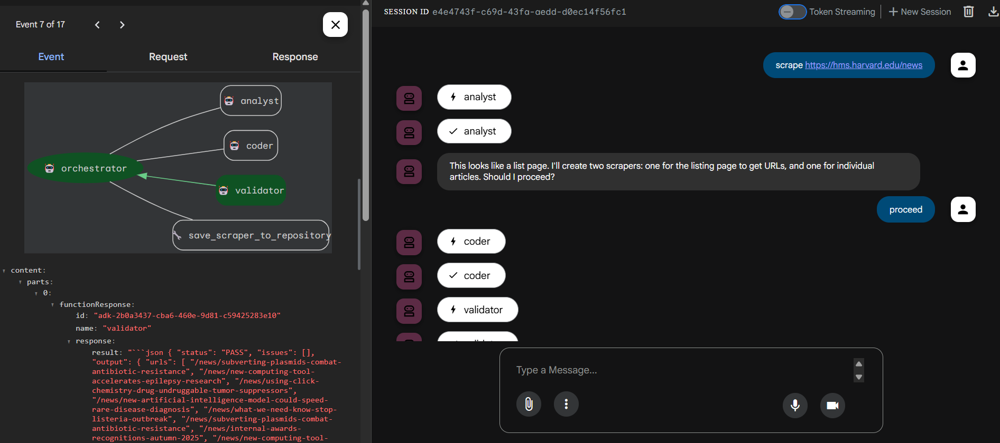 Event 7 of 17
Event
Request
Response
analyst
coder
orchestrator
validator
save_scraper_to_repository
content:
parts:
0:
functionResponse:
id: "adk-2b0a3437-cba6-460e-9d81-c59425283e10"
name: "validator"
response:
result: "```json { "status": "PASS", "issues": [],
"output": { "urls": [ "/news/subverting-plasmids-combat-
antibiotic-resistance", "/news/new-computing-tool-
accelerates-epilepsy-research", "/news/using-click-
chemistry-drug-undruggable-tumor-suppressors",
"/news/new-artificial-intelligence-model-could-speed-
rare-disease-diagnosis", "/news/what-we-need-know-stop-
listeria-outbreak", "/news/subverting-plasmids-combat-
antibiotic-resistance", "/news/internal-awards-
recognitions-autumn-2025", "/news/new-computing-tool-
SESSION ID e4e4743f-c69d-43fa-aedd-d0ec14f56fc1
Token Streaming
New Session
scrape https://hms.harvard.edu/news
analyst
analyst
This looks like a list page. I'll create two scrapers: one for the listing page to get URLs, and one for individual
articles. Should I proceed?
proceed
coder
coder
validator
Type a Message...